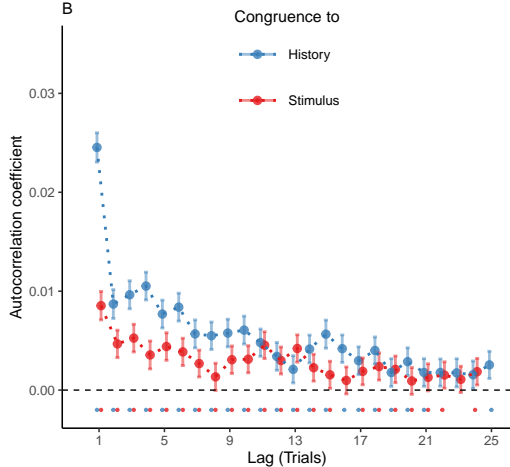 B
Congruence to
History
Stimulus
Autocorrelation coefficient
0.03
0.02
0.01
0.00
1 5 9 13 17 21 25
Lag (Trials)